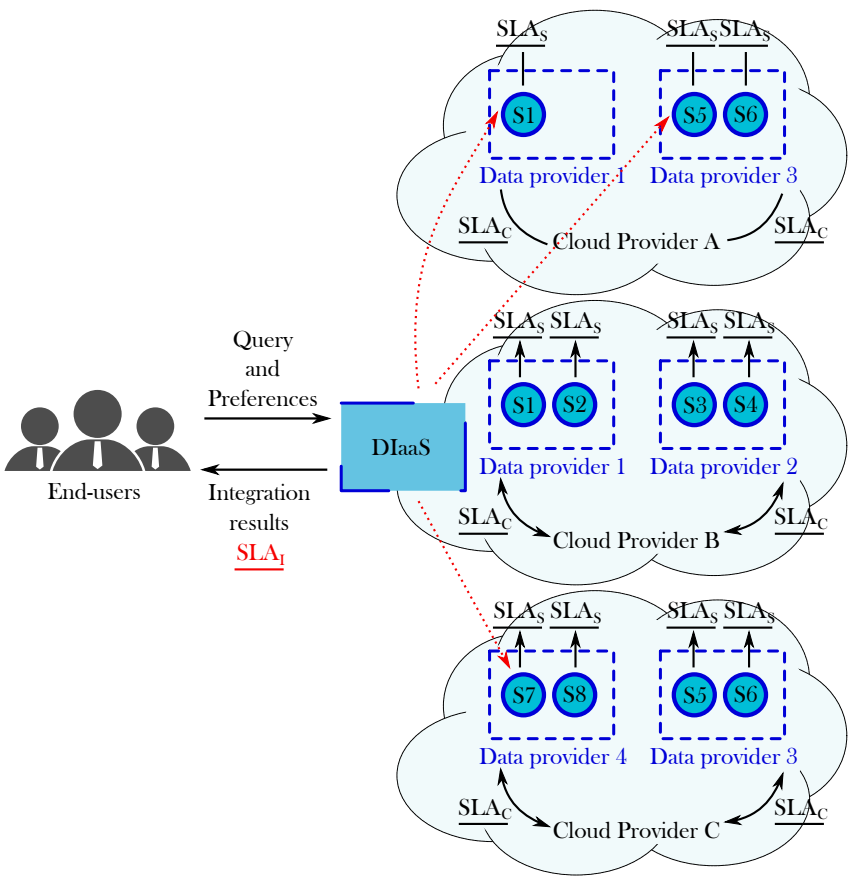 SLAS SLAS SLAS
S1 S5 S6
Data provider 1 Data provider 3
SLAC Cloud Provider A SLAC
SLAS SLAS SLAS SLAS
S1 S2 S3 S4
Data provider 1 Data provider 2
SLAC Cloud Provider B SLAC
Query
and
Preferences
DIaaS
End-users
Integration
results
SLAI
SLAS SLAS SLAS SLAS
S7 S8 S5 S6
Data provider 4 Data provider 3
SLAC Cloud Provider C SLAC